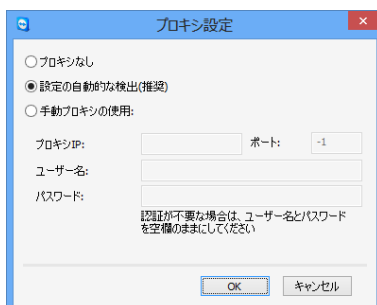 プロキシ設定
プロキシなし
設定の自動的な検出(推奨)
手動プロキシの使用:
プロキシIP: ポート: -1
ユーザー名:
パスワード:
認証が不要な場合は、ユーザー名とパスワード
を空欄のままにしてください
OK キャンセル